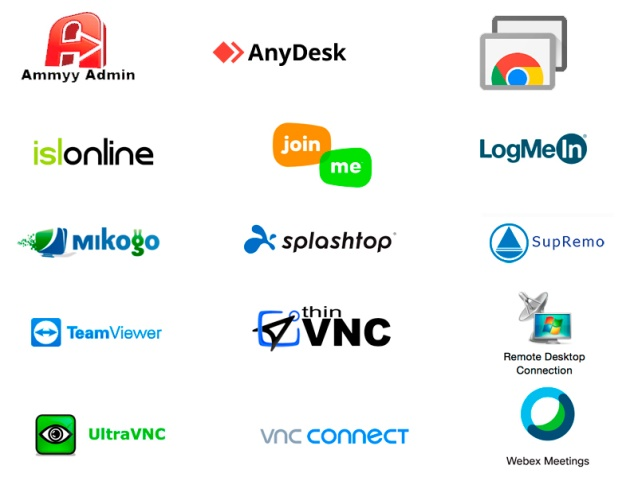 Ammyy Admin
AnyDesk
islonline
join
me
LogMeIn®
MIKOGO
splashtop®
SupRemo
TeamViewer
thin
VNC
Remote Desktop
Connection
UltraVNC
VNC CONNECT
Webex Meetings